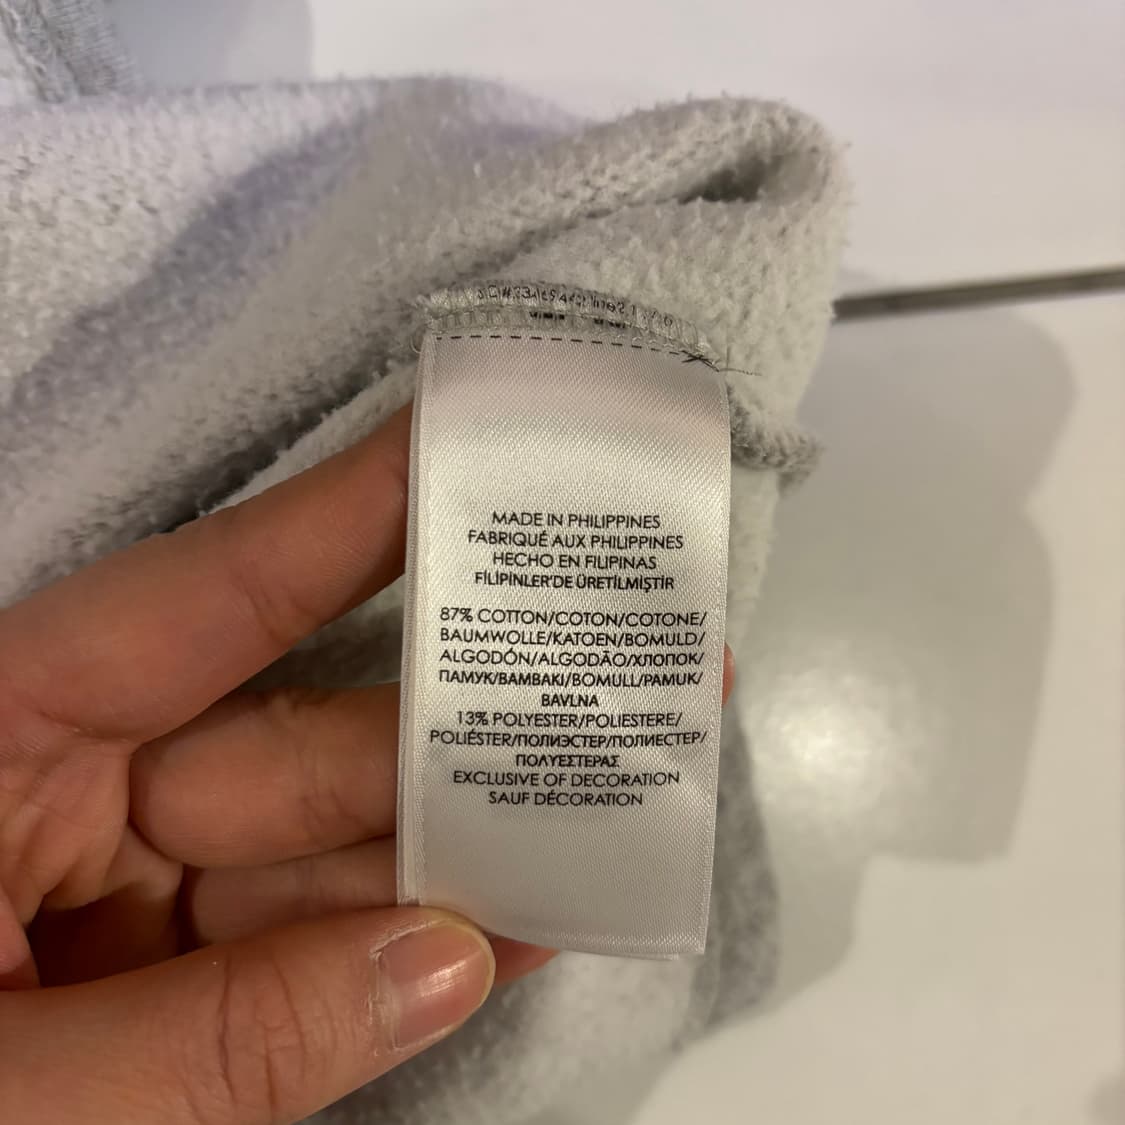 MADE IN PHILIPPINES
FABRIQUÉ AUX PHILIPPINES
HECHO EN FILIPINAS
FİLİPİNLER'DE ÜRETİLMİŞTİR
87% COTTON/COTON/COTONE/
BAUMWOLLE/KATOEN/BOMULD/
ALGODÓN/ALGODÃO/ХЛОПОК/
ПАМУК/ΒΑΜΒΑΚΙ/BOMULL/PAMUK/
BAVLNA
13% POLYESTER/POLIESTERE/
POLIÉSTER/ПОЛИЭСТЕР/ПОЛИЕСТЕР/
ΠΟΛΥΕΣΤΕΡΑΣ
EXCLUSIVE OF DECORATION
SAUF DÉCORATION